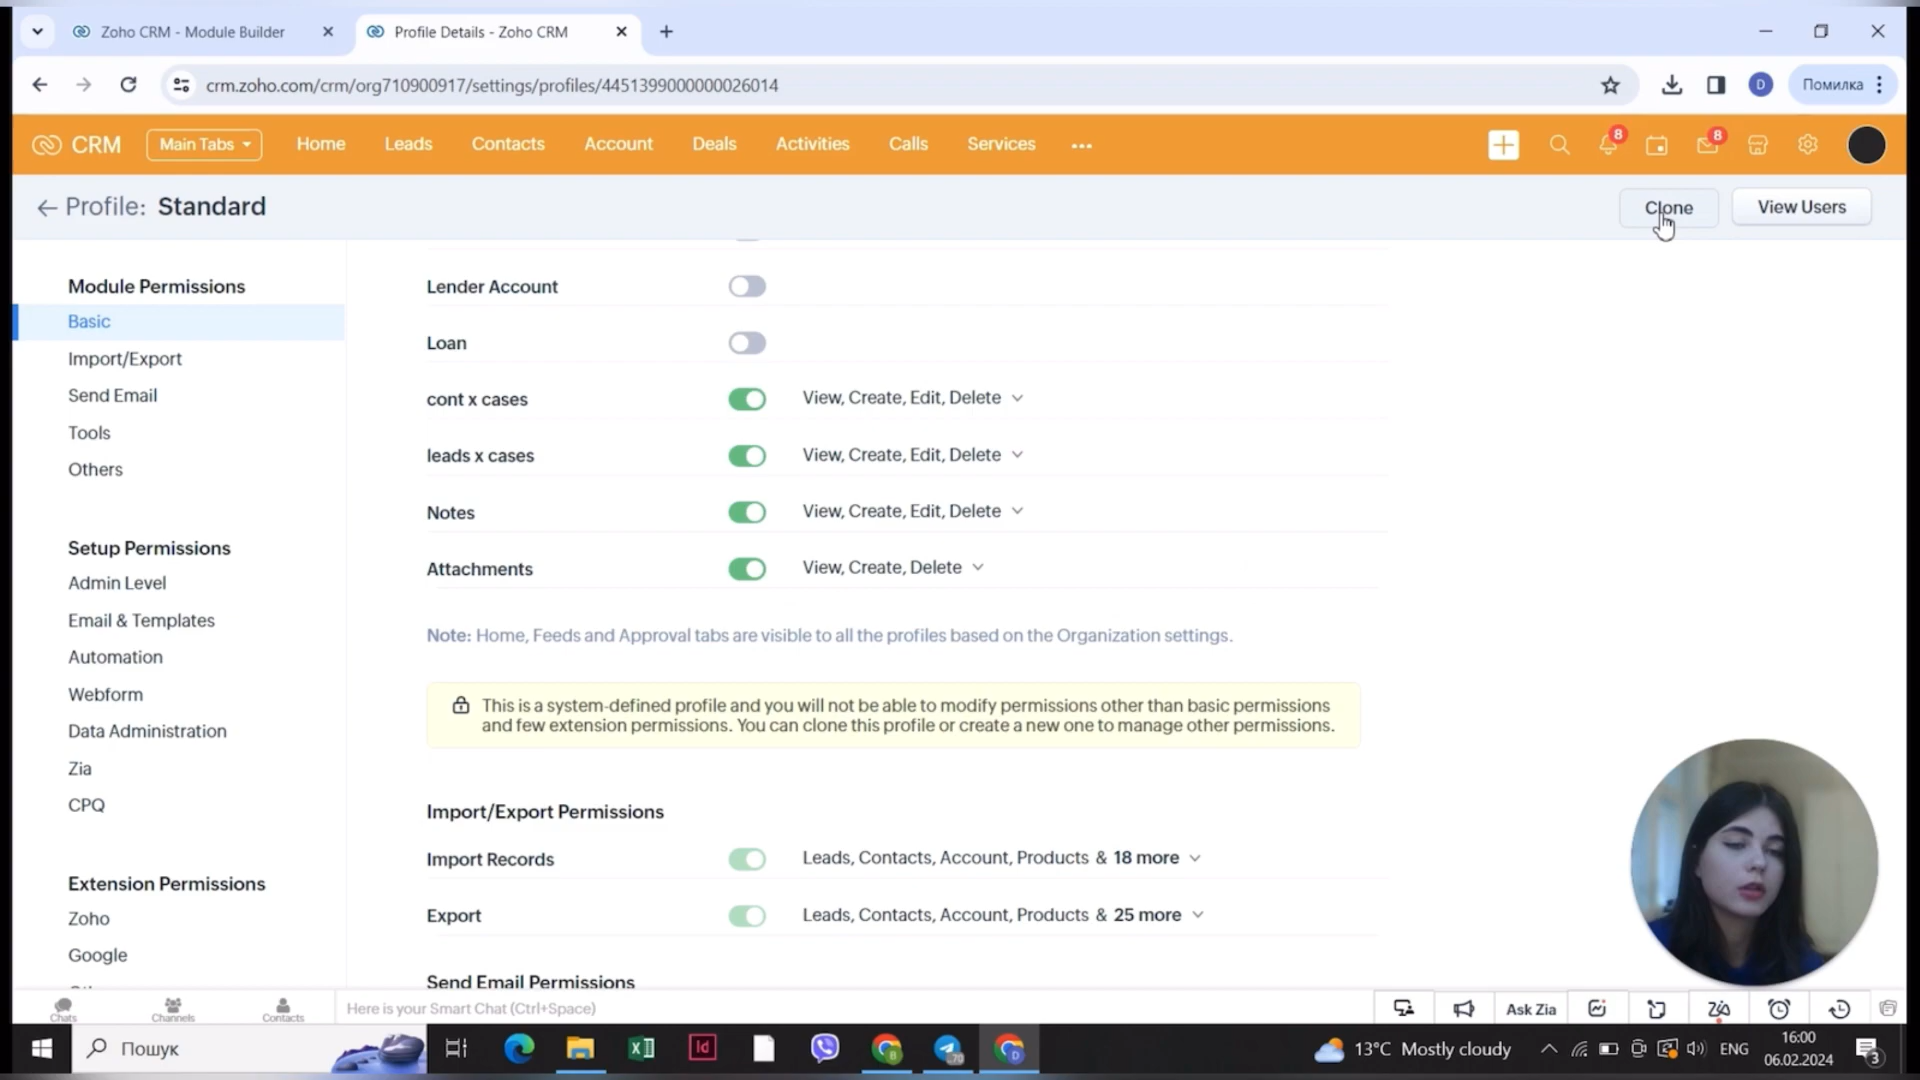 Zoho CRM - Module Builder
Profile Details - Zoho CRM
crm.zoho.com/crm/org710900917/settings/profiles/4451399000000026014
D
Помилка
CRM
Main Tabs
Home
Leads
Contacts
Account
Deals
Activities
Calls
Services
8
8
Profile: Standard
Clone
View Users
Module Permissions
Basic
Import/Export
Send Email
Tools
Others
Setup Permissions
Admin Level
Email & Templates
Automation
Webform
Data Administration
Zia
CPQ
Extension Permissions
Zoho
Google
Lender Account
Loan
cont x cases
View, Create, Edit, Delete
leads x cases
View, Create, Edit, Delete
Notes
View, Create, Edit, Delete
Attachments
View, Create, Delete
Note: Home, Feeds and Approval tabs are visible to all the profiles based on the Organization settings.
This is a system-defined profile and you will not be able to modify permissions other than basic permissions
and few extension permissions. You can clone this profile or create a new one to manage other permissions.
Import/Export Permissions
Import Records
Leads, Contacts, Account, Products & 18 more
Export
Leads, Contacts, Account, Products & 25 more
Send Email Permissions
Chats
Channels
Contacts
Here is your Smart Chat (Ctrl+Space)
Ask Zia
Пошук
Id
B
70
D
13°C Mostly cloudy
ENG
16:00
06.02.2024
3